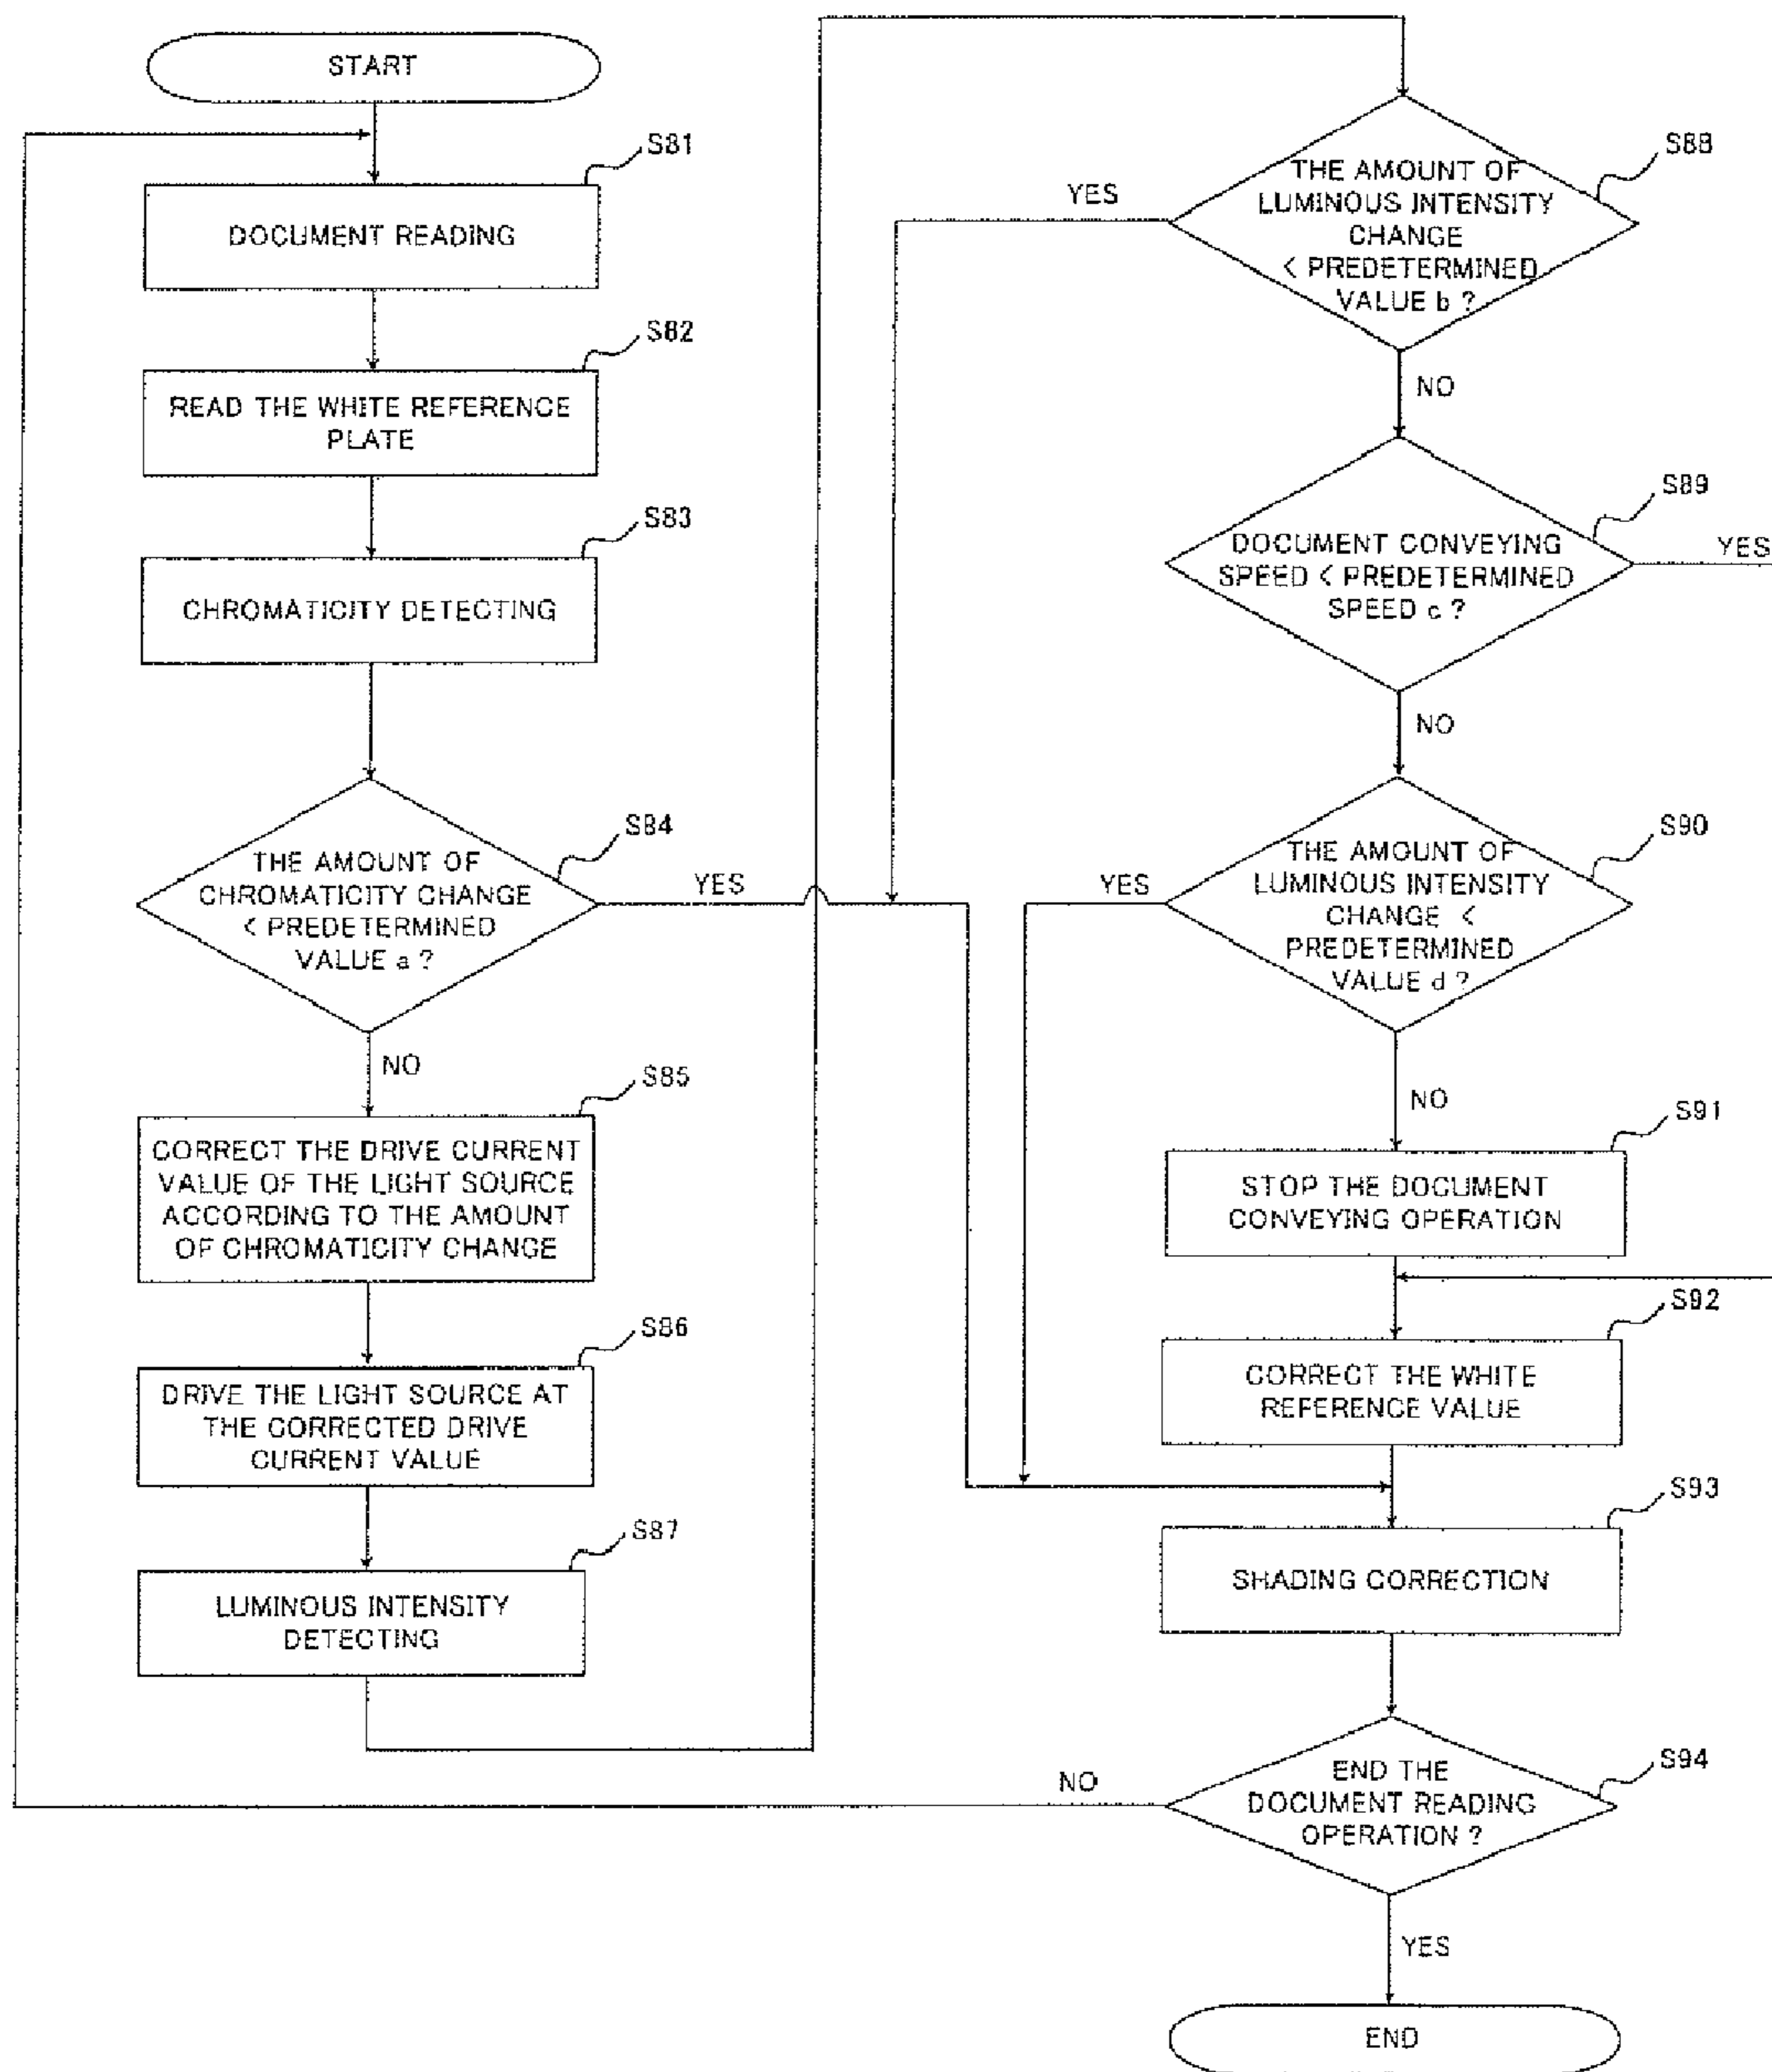 START
S81
DOCUMENT READING
S82
READ THE WHITE REFERENCE
PLATE
S83
CHROMATICITY DETECTING
S84
THE AMOUNT OF
CHROMATICITY CHANGE
< PREDETERMINED
VALUE a ?
YES
NO
S85
CORRECT THE DRIVE CURRENT
VALUE OF THE LIGHT SOURCE
ACCORDING TO THE AMOUNT
OF CHROMATICITY CHANGE
S86
DRIVE THE LIGHT SOURCE AT
THE CORRECTED DRIVE
CURRENT VALUE
S87
LUMINOUS INTENSITY
DETECTING
S88
THE AMOUNT OF
LUMINOUS INTENSITY
CHANGE
< PREDETERMINED
VALUE b ?
YES
NO
S89
DOCUMENT CONVEYING
SPEED < PREDETERMINED
SPEED c ?
YES
NO
S90
THE AMOUNT OF
LUMINOUS INTENSITY
CHANGE <
PREDETERMINED
VALUE d ?
YES
NO
S91
STOP THE DOCUMENT
CONVEYING OPERATION
S92
CORRECT THE WHITE
REFERENCE VALUE
S93
SHADING CORRECTION
S94
END THE
DOCUMENT READING
OPERATION ?
NO
YES
END